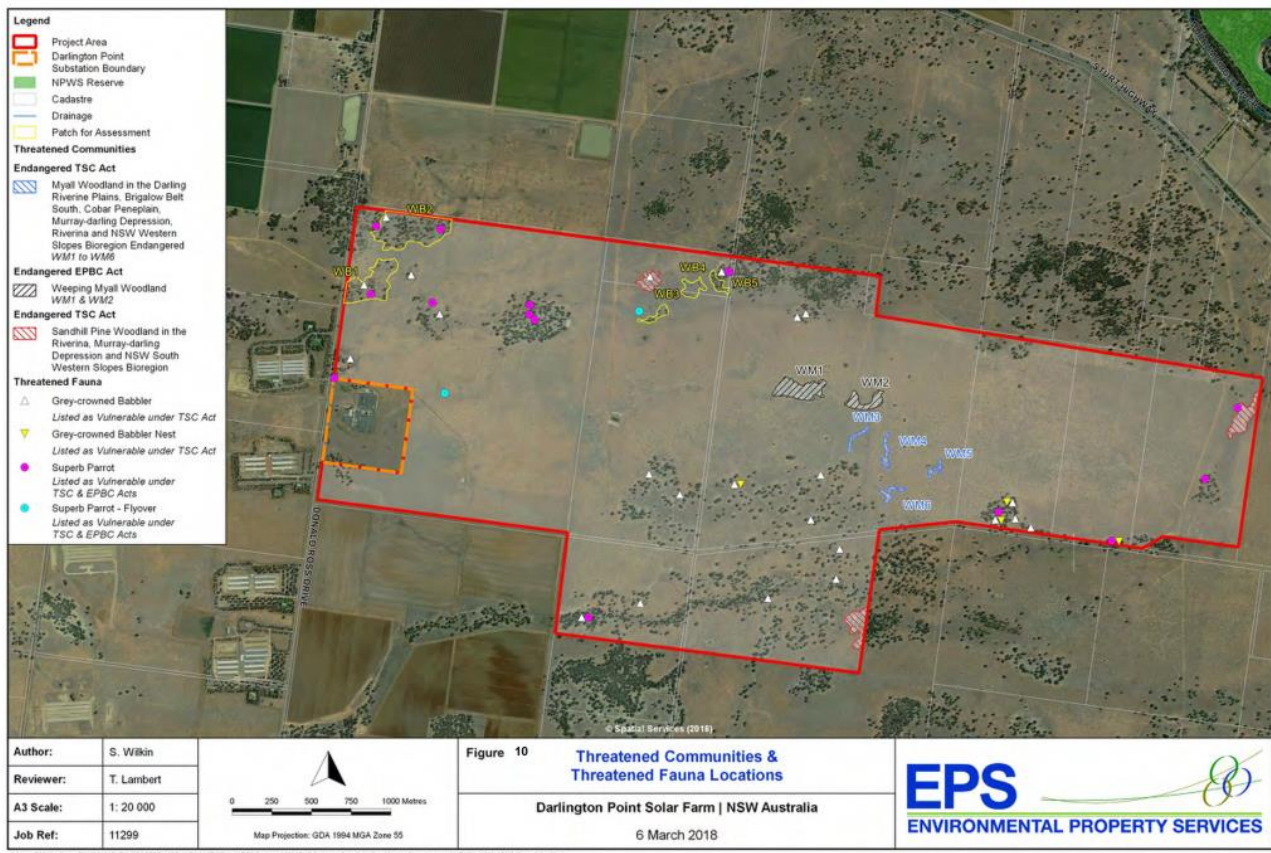 Legend
Project Area
Darlington Point
Substation Boundary
NPWS Reserve
Cadastre
Drainage
Patch for Assessment
Threatened Communities
Endangered TSC Act
Myall Woodland in the Darling
Riverine Plains, Brigalow Belt
South, Cobar Peneplain,
Murray-darling Depression,
Riverina and NSW Western
Slopes Bioregion Endangered
WM1 to WM6
Endangered EPBC Act
Weeping Myall Woodland
WM1 & WM2
Endangered TSC Act
Sandhill Pine Woodland in the
Riverina, Murray-darling
Depression and NSW South
Western Slopes Bioregion
Threatened Fauna
Grey-crowned Babbler
Listed as Vulnerable under TSC Act
Grey-crowned Babbler Nest
Listed as Vulnerable under TSC Act
Superb Parrot
Listed as Vulnerable under
TSC & EPBC Acts
Superb Parrot - Flyover
Listed as Vulnerable under
TSC & EPBC Acts
STURT HIGHWAY
WB2
WB1
WB4
WB5
WB3
WM1
WM2
WM3
WM4
WM5
WM6
DONALD ROSS DRIVE
© Spatial Services (2018)
Author: S. Wilkin
Reviewer: T. Lambert
A3 Scale: 1: 20 000
Job Ref: 11299
0 250 500 750 1000 Metres
Map Projection: GDA 1994 MGA Zone 55
Figure 10
Threatened Communities &
Threatened Fauna Locations
Darlington Point Solar Farm | NSW Australia
6 March 2018
EPS
ENVIRONMENTAL PROPERTY SERVICES